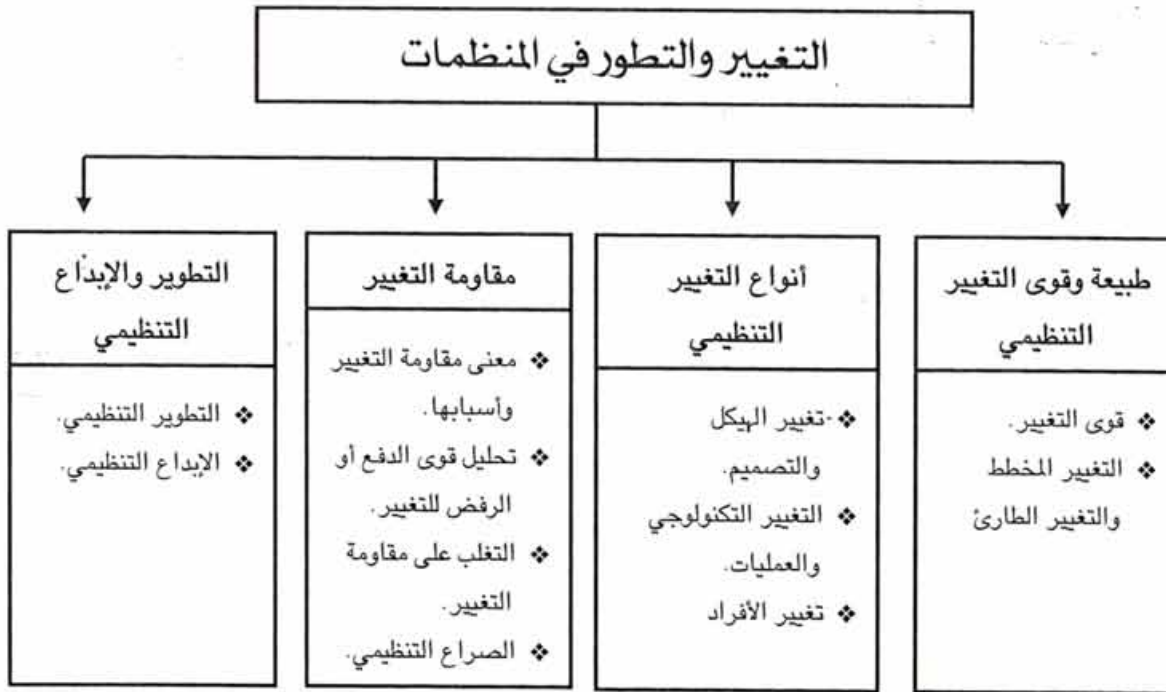 التغيير والتطور في المنظمات
طبيعة وقوى التغيير
التنظيمي
❖ قوى التغيير.
❖ التغيير المخطط
والتغيير الطارئ
أنواع التغيير
التنظيمي
❖ -تغيير الهيكل
والتصميم.
❖ التغيير التكنولوجي
والعمليات.
❖ تغيير الأفراد
مقاومة التغيير
❖ معنى مقاومة التغيير
وأسبابها.
❖ تحليل قوى الدفع أو
الرفض للتغيير.
❖ التغلب على مقاومة
التغيير.
❖ الصراع التنظيمي.
التطوير والإبداع
التنظيمي
❖ التطوير التنظيمي.
❖ الإبداع التنظيمي.